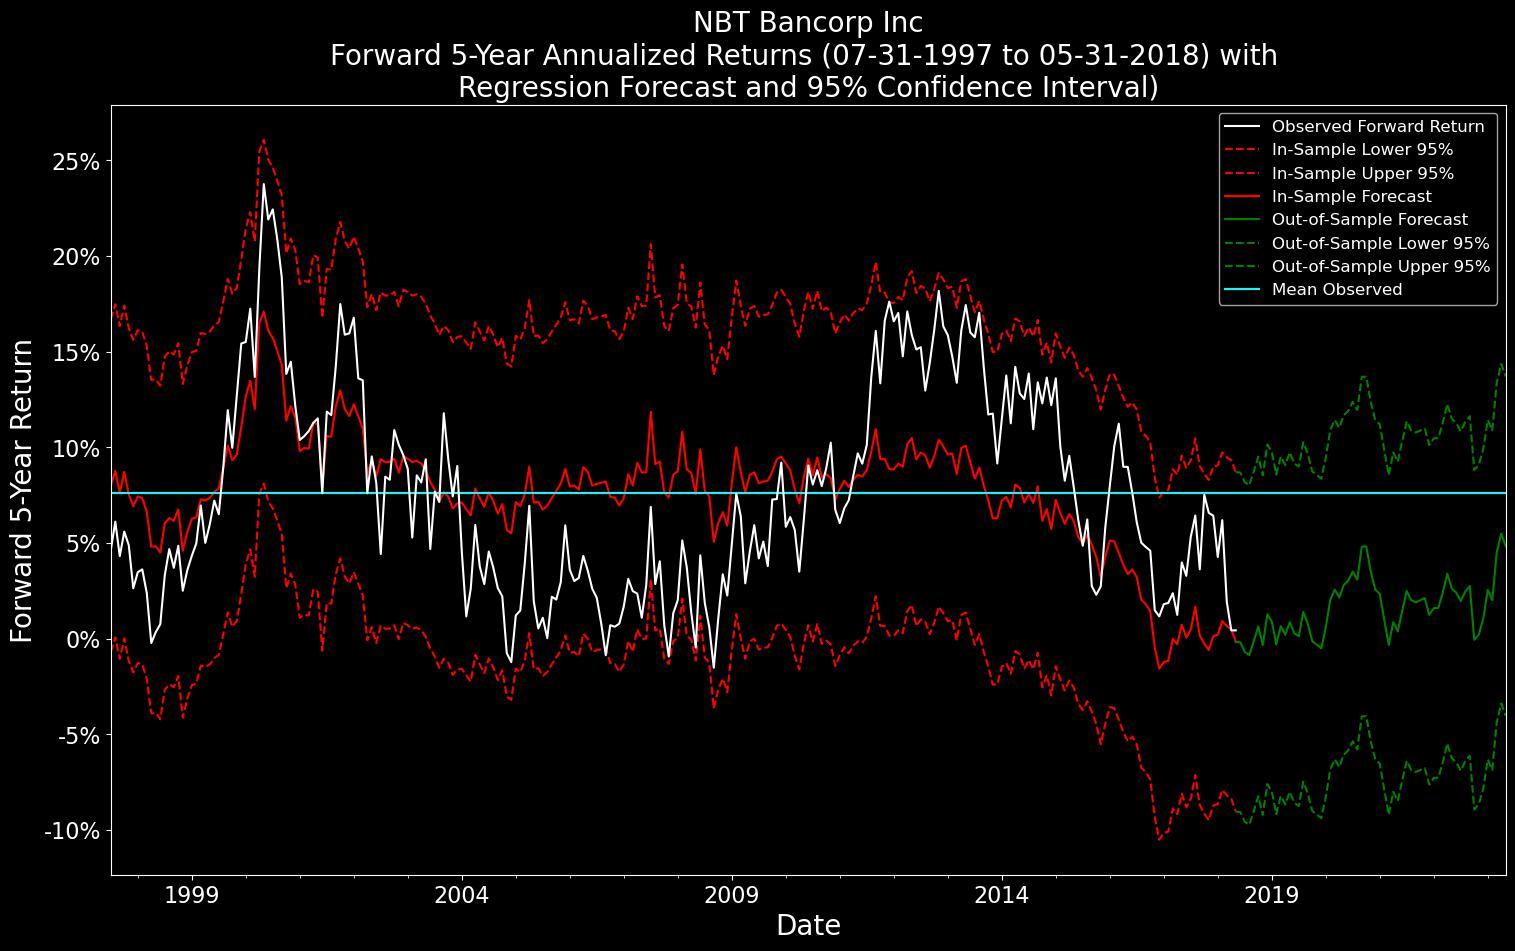 NBT Bancorp Inc
Forward 5-Year Annualized Returns (07-31-1997 to 05-31-2018) with
Regression Forecast and 95% Confidence Interval)
Observed Forward Return
In-Sample Lower 95%
In-Sample Upper 95%
In-Sample Forecast
Out-of-Sample Forecast
Out-of-Sample Lower 95%
Out-of-Sample Upper 95%
Mean Observed
Forward 5-Year Return
25%
20%
15%
10%
5%
0%
-5%
-10%
1999
2004
2009
2014
2019
Date